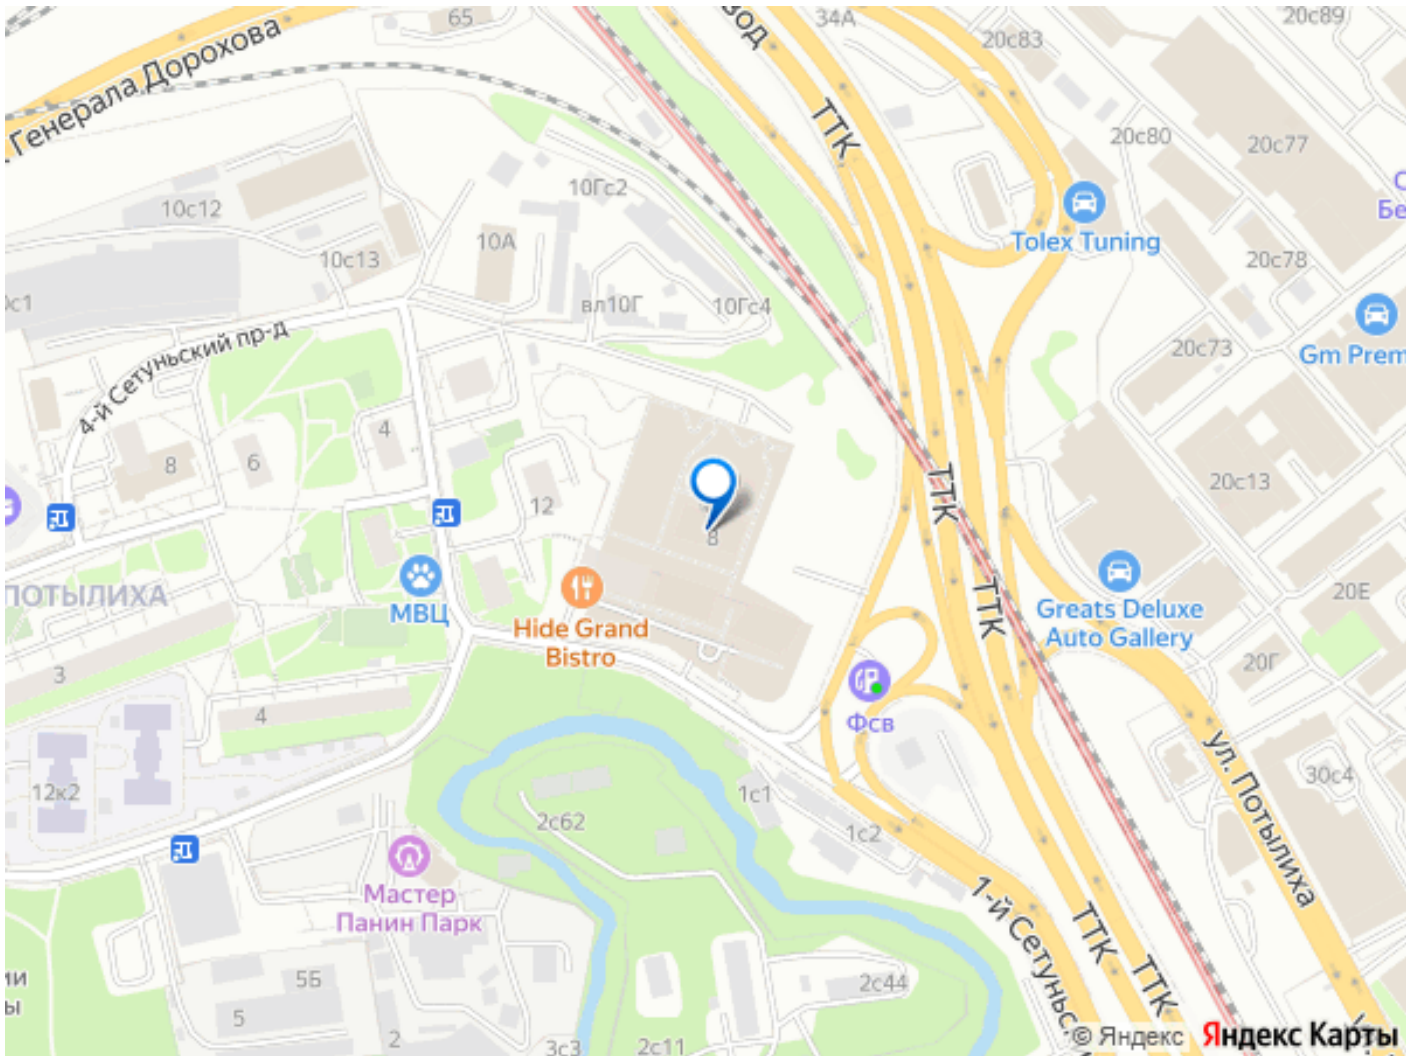 65
34А
20с89
20с83
Генерала Дорохова
ТТК
20с80
20с77
10с12
10Гс2
10А
Tolex Tuning
10с13
20с78
вл10Г
10Гс4
4-й Сетуньский пр-д
20с73
Gm Prem
4
8
6
12
20с13
8
ТТК
ПОТЫЛИХА
МВЦ
Hide Grand
Bistro
ТТК
Greats Deluxe
Auto Gallery
20Е
20Г
3
4
Фсв
ул. Потылиха
12к2
1с1
30с4
2с62
1с2
Мастер
Панин Парк
1-й Сетуньс
ТТК
ТТК
5Б
2с44
5
2
3с3
2с11
© Яндекс
Яндекс Карты